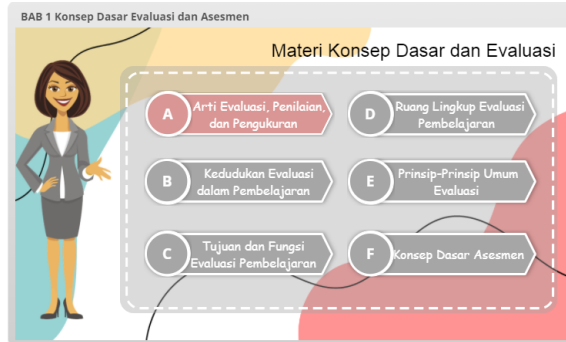 BAB 1 Konsep Dasar Evaluasi dan Asesmen
Materi Konsep Dasar dan Evaluasi
A
Arti Evaluasi, Penilaian,
dan Pengukuran
B
Kedudukan Evaluasi
dalam Pembelajaran
C
Tujuan dan Fungsi
Evaluasi Pembelajaran
D
Ruang Lingkup Evaluasi
Pembelajaran
E
Prinsip-Prinsip Umum
Evaluasi
F
Konsep Dasar Asesmen